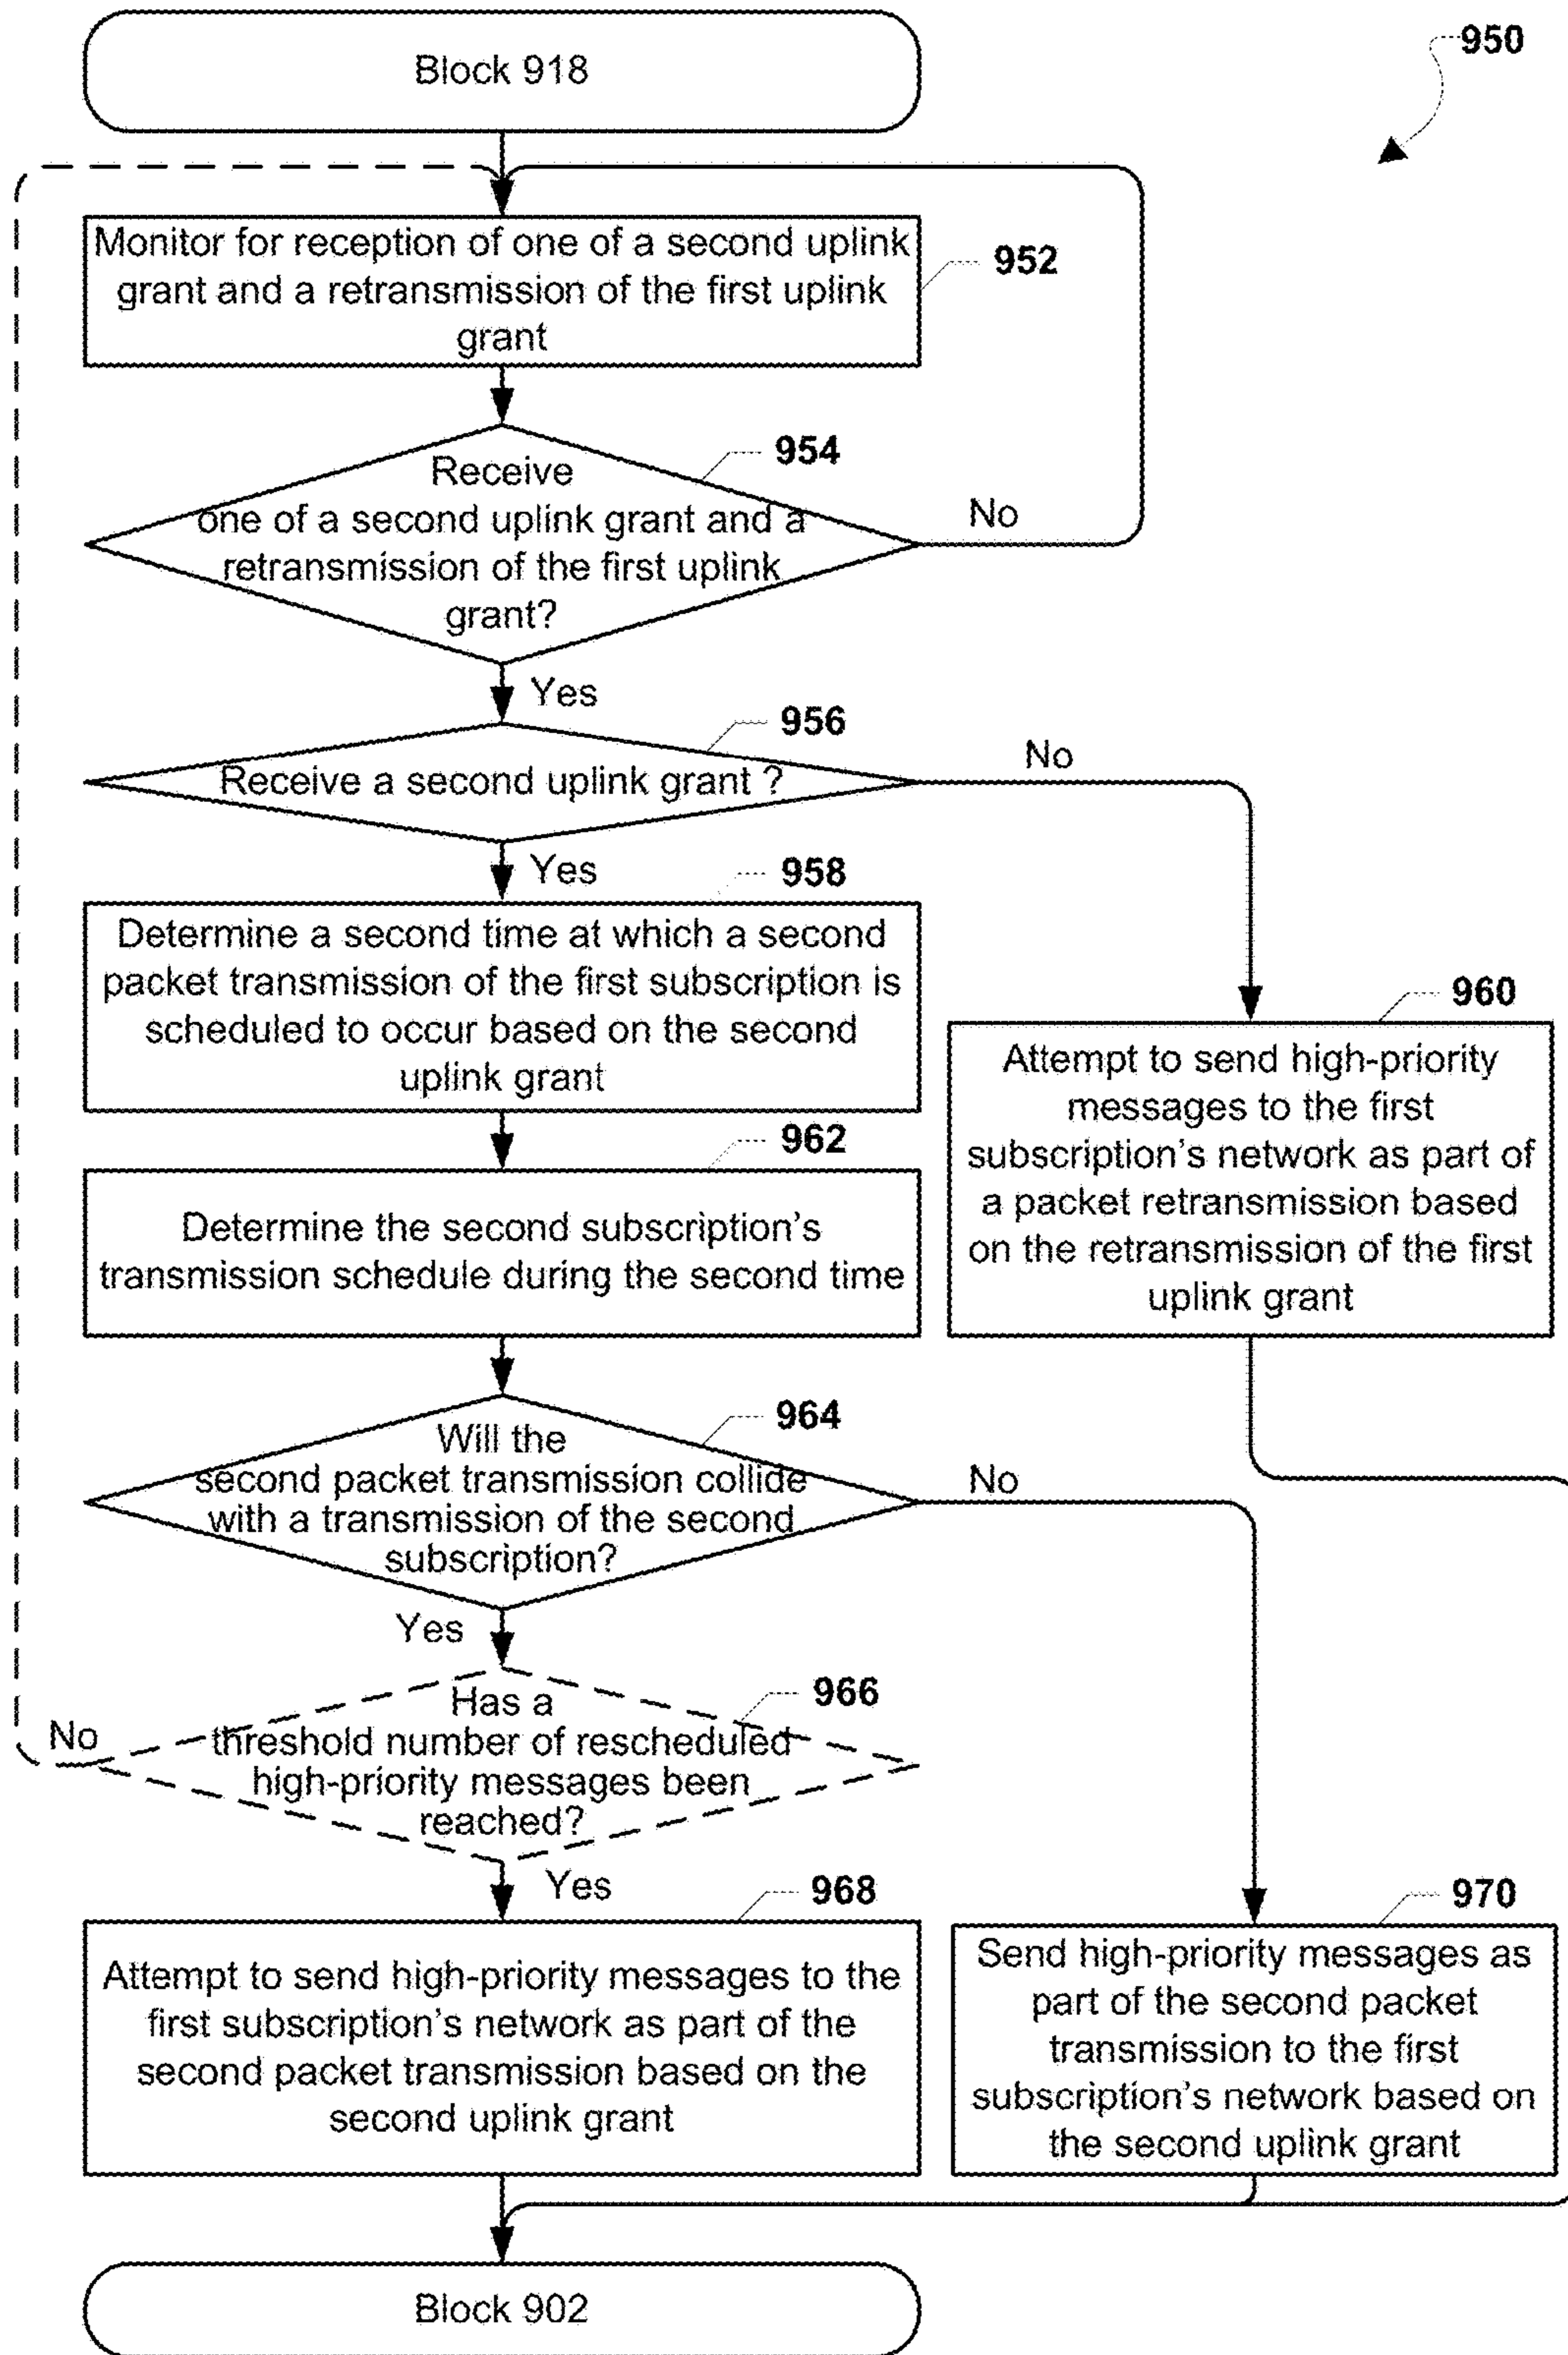 Block 918
950
Monitor for reception of one of a second uplink
grant and a retransmission of the first uplink
grant
952
954
Receive
one of a second uplink grant and a
retransmission of the first uplink
grant?
No
Yes
956
Receive a second uplink grant ?
No
Yes
958
Determine a second time at which a second
packet transmission of the first subscription is
scheduled to occur based on the second
uplink grant
960
Attempt to send high-priority
messages to the first
subscription's network as part of
a packet retransmission based
on the retransmission of the first
uplink grant
962
Determine the second subscription's
transmission schedule during the second time
964
Will the
second packet transmission collide
with a transmission of the second
subscription?
No
Yes
966
Has a
threshold number of rescheduled
high-priority messages been
reached?
No
Yes
968
Attempt to send high-priority messages to the
first subscription's network as part of the
second packet transmission based on the
second uplink grant
970
Send high-priority messages as
part of the second packet
transmission to the first
subscription's network based on
the second uplink grant
Block 902